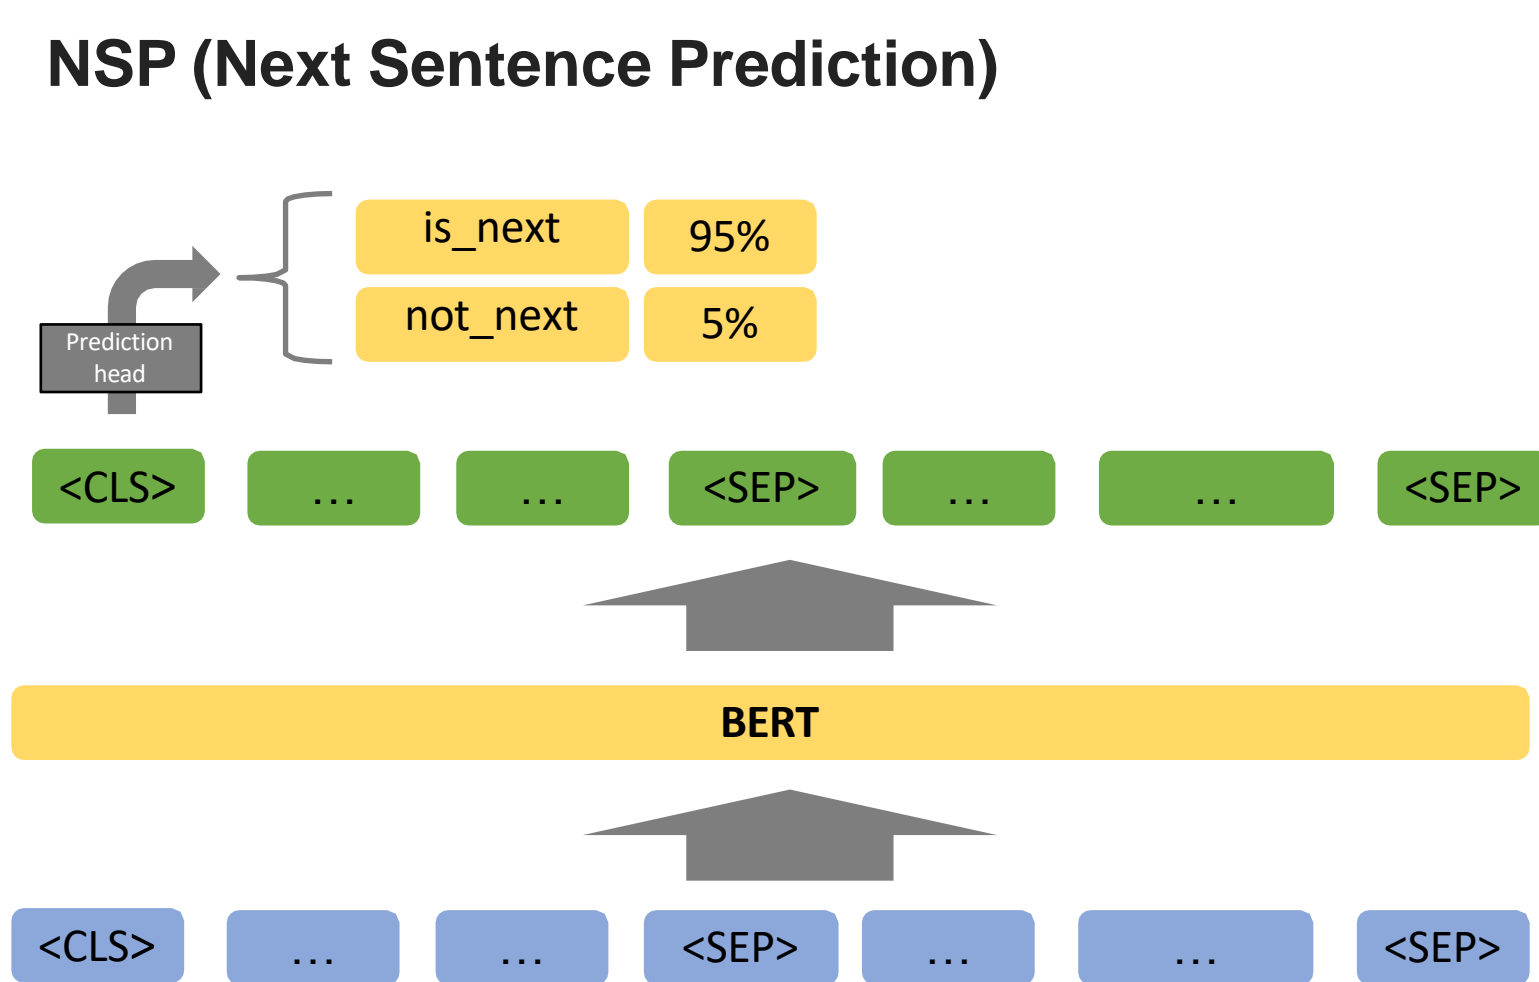 NSP (Next Sentence Prediction)
is_next 95%
not_next 5%
Prediction
head
<CLS> ... ... <SEP> ... ... <SEP>
BERT
<CLS> ... ... <SEP> ... ... <SEP>